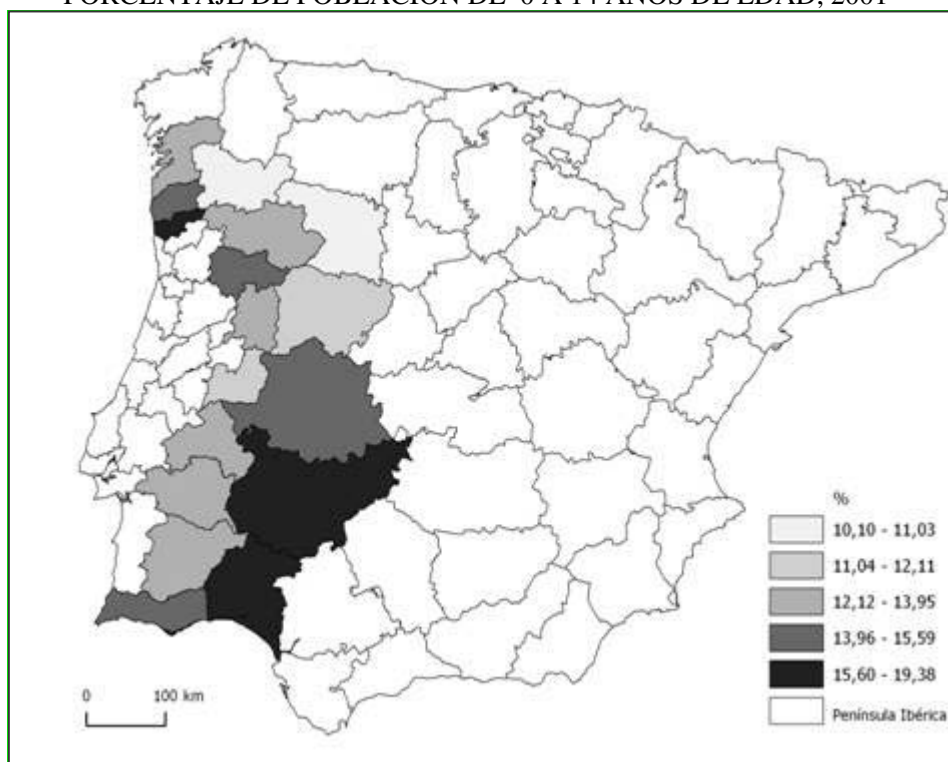 PORCENTAJE DE POBLACIÓN DE 0 A 14 AÑOS DE EDAD, 2001
%
10,10 - 11,03
11,04 - 12,11
12,12 - 13,95
13,96 - 15,59
15,60 - 19,38
Península Ibérica
0 100 km